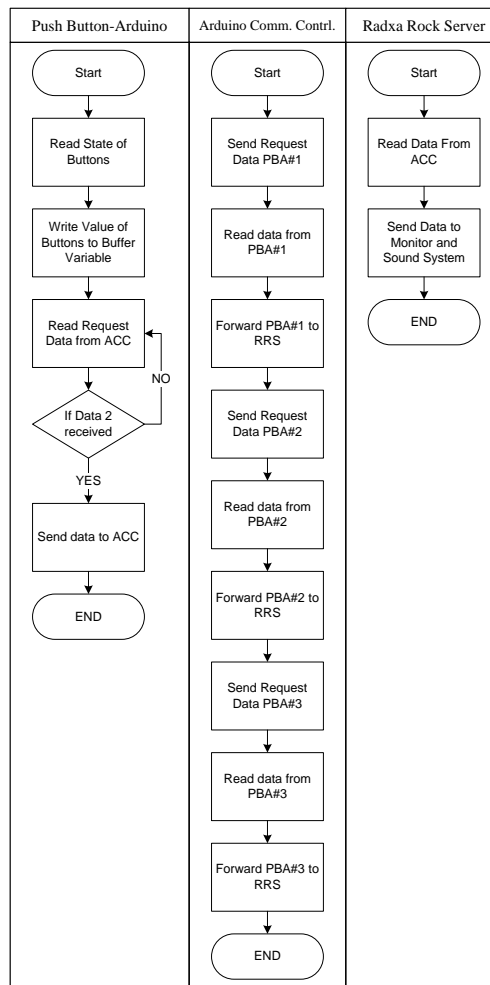 Push Button-Arduino
Start
Read State of
Buttons
Write Value of
Buttons to Buffer
Variable
Read Request
Data from ACC
NO
If Data 2
received
YES
Send data to ACC
END
Arduino Comm. Contrl.
Start
Send Request
Data PBA#1
Read data from
PBA#1
Forward PBA#1 to
RRS
Send Request
Data PBA#2
Read data from
PBA#2
Forward PBA#2 to
RRS
Send Request
Data PBA#3
Read data from
PBA#3
Forward PBA#3 to
RRS
END
Radxa Rock Server
Start
Read Data From
ACC
Send Data to
Monitor and
Sound System
END